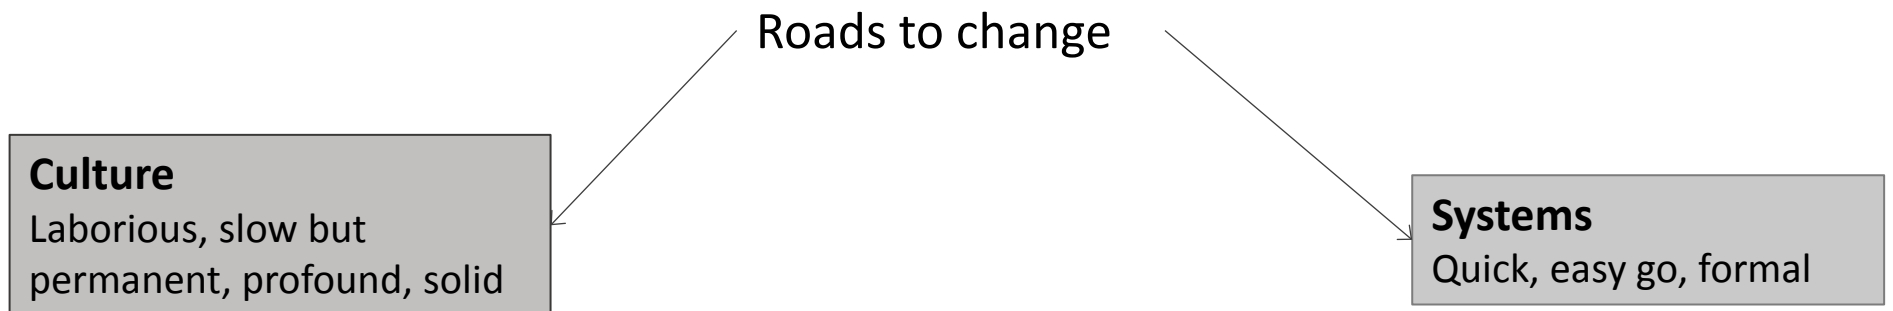 Roads to change
Culture
Laborious, slow but
permanent, profound, solid
Systems
Quick, easy go, formal